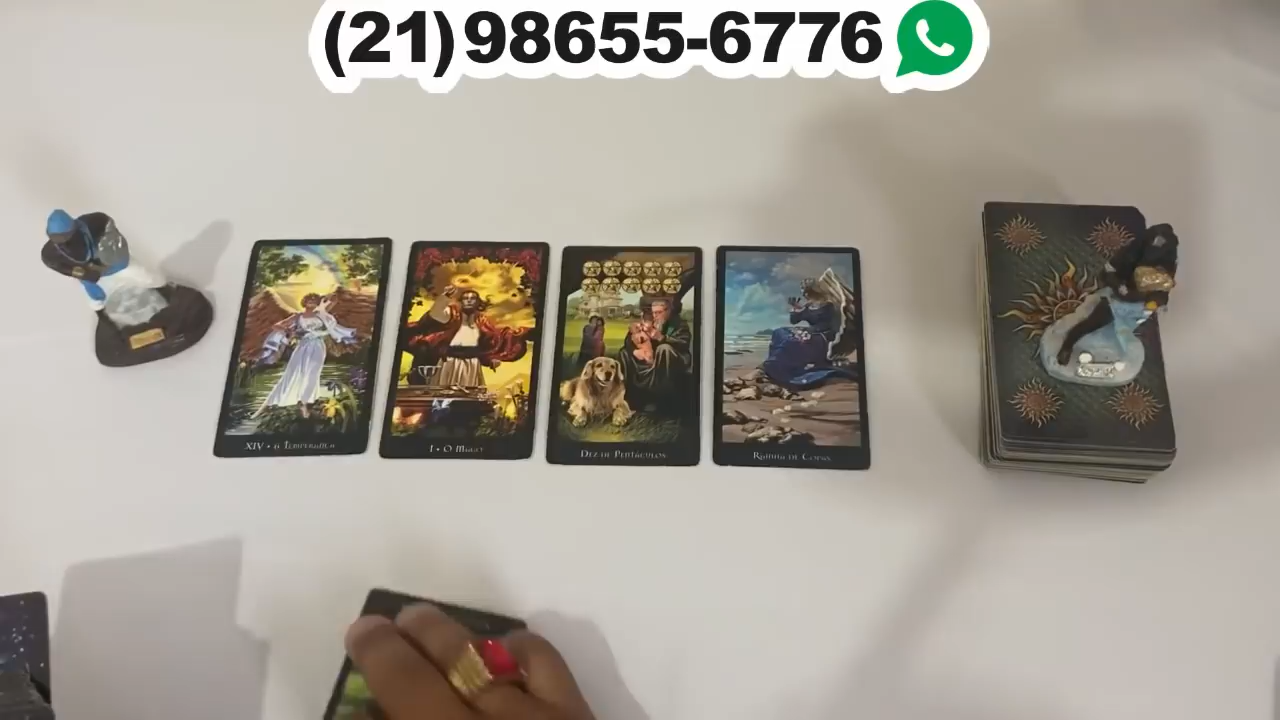 (21)98655-6776
XIV • A Temperança
I • O Mago
Dez de Pentáculos
Rainha de Copas